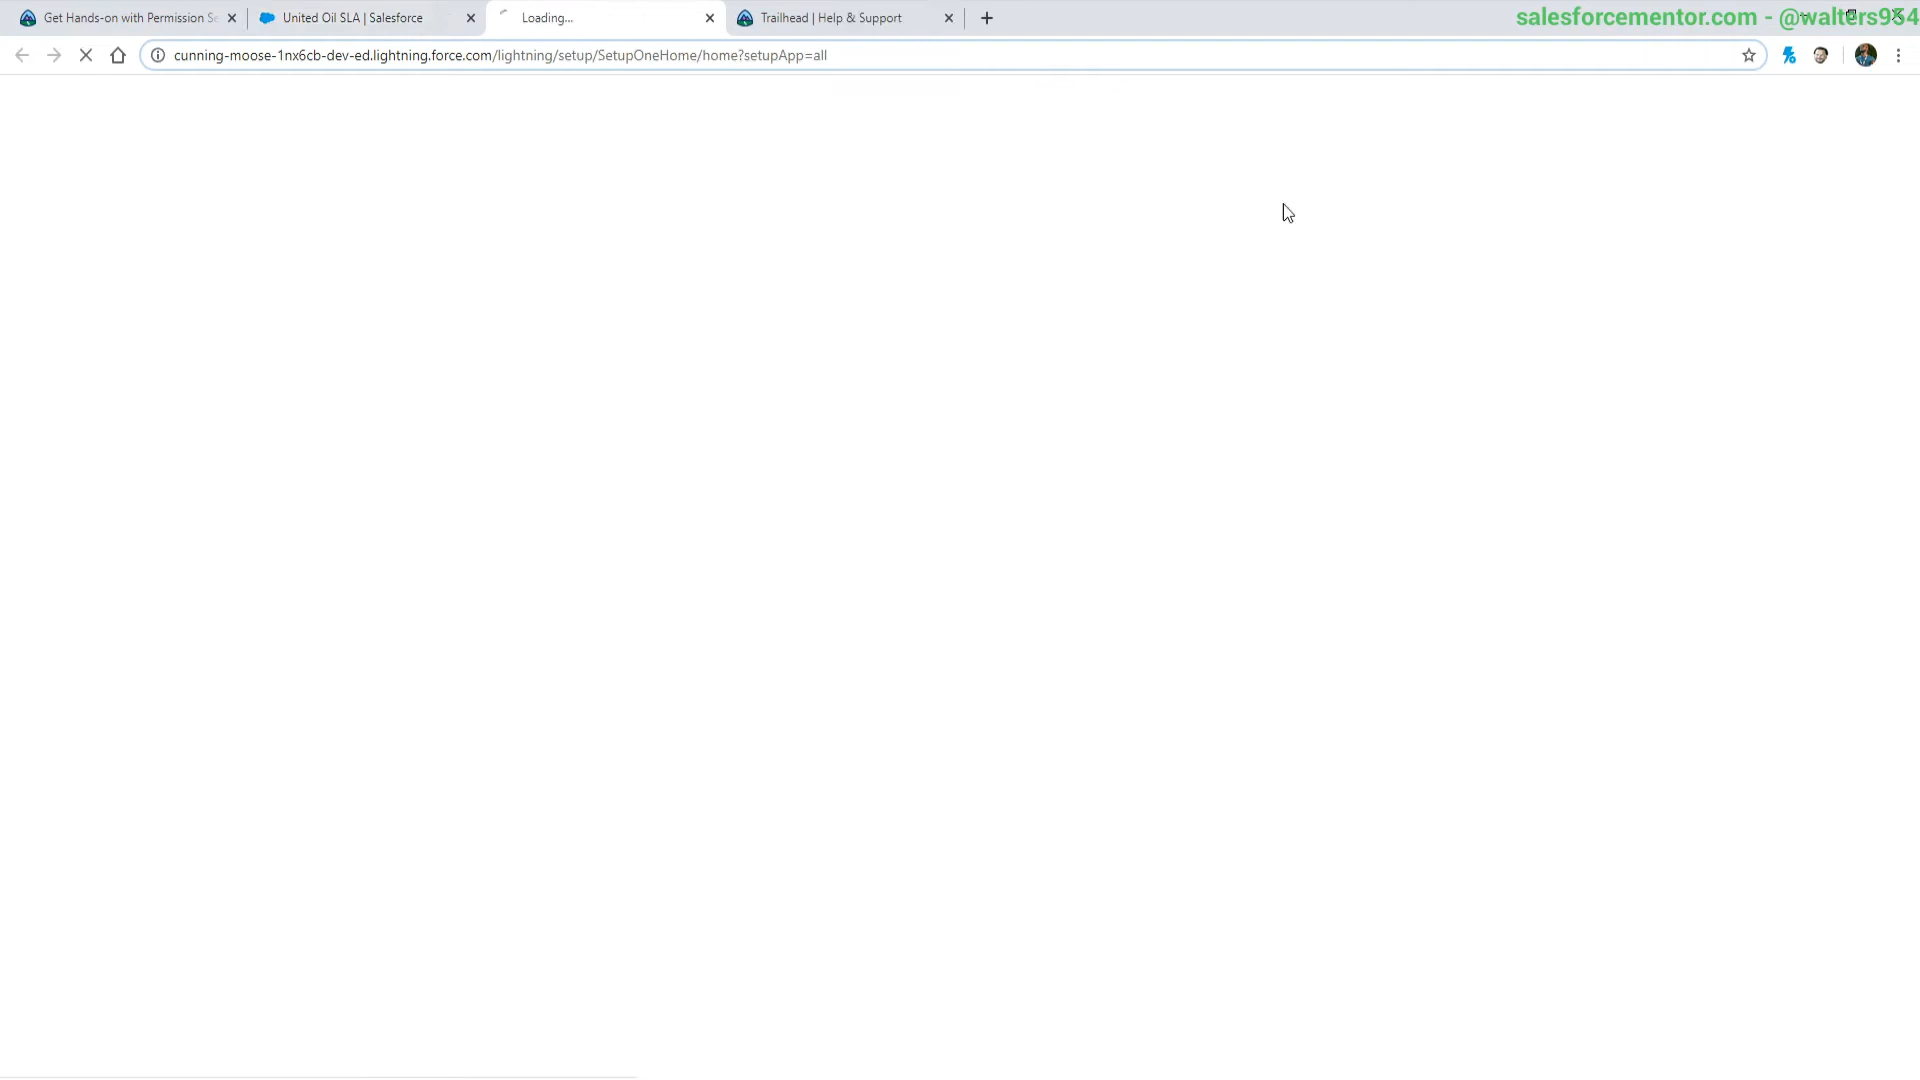 Get Hands-on with Permission Se
United Oil SLA | Salesforce
Loading...
Trailhead | Help & Support
salesforcementor.com - @walters954
cunning-moose-1nx6cb-dev-ed.lightning.force.com/lightning/setup/SetupOneHome/home?setupApp=all